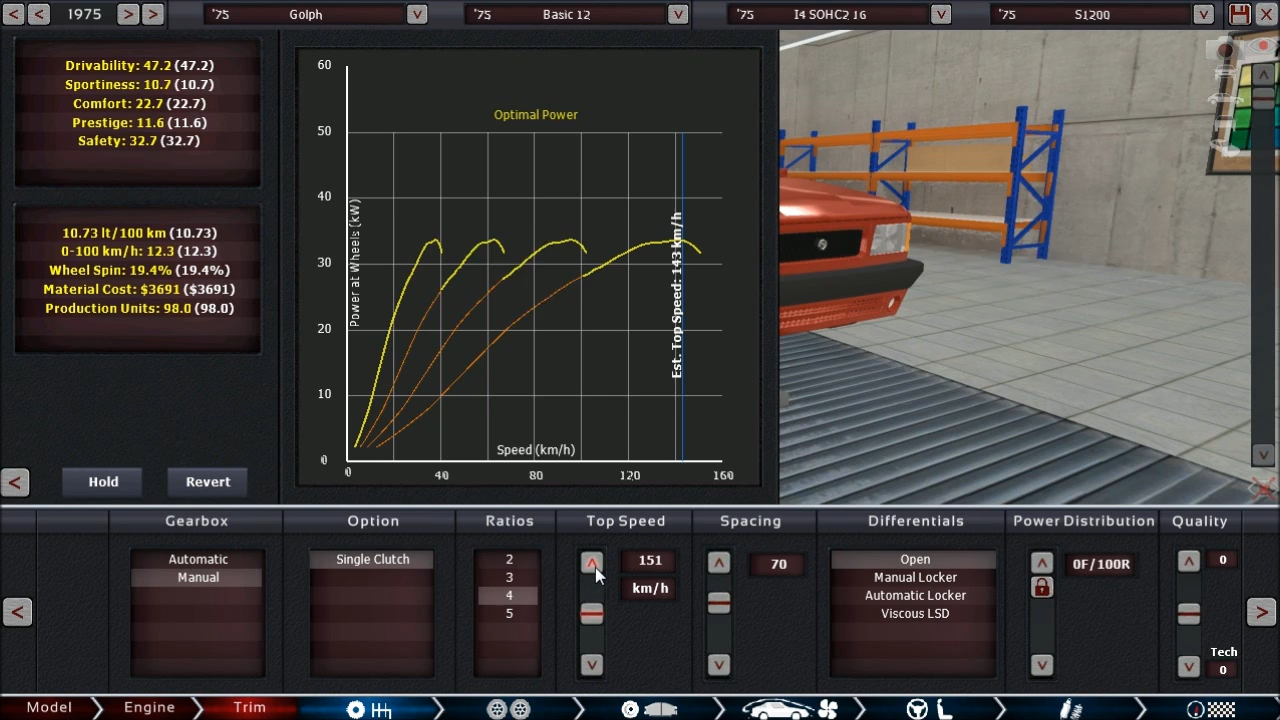 1975
'75 Golph
'75 Basic 12
'75 I4 SOHC2 16
'75 S1200
Drivability: 47.2 (47.2)
Sportiness: 10.7 (10.7)
Comfort: 22.7 (22.7)
Prestige: 11.6 (11.6)
Safety: 32.7 (32.7)
10.73 lt/100 km (10.73)
0-100 km/h: 12.3 (12.3)
Wheel Spin: 19.4% (19.4%)
Material Cost: $3691 ($3691)
Production Units: 98.0 (98.0)
Hold
Revert
Optimal Power
60
50
40
30
20
10
0
Power at Wheels (kW)
Est. Top Speed: 143 km/h
Speed (km/h)
0 40 80 120 160
Gearbox
Automatic
Manual
Option
Single Clutch
Ratios
2
3
4
5
Top Speed
151
km/h
Spacing
70
Differentials
Open
Manual Locker
Automatic Locker
Viscous LSD
Power Distribution
0F/100R
Quality
0
Tech
0
Model
Engine
Trim